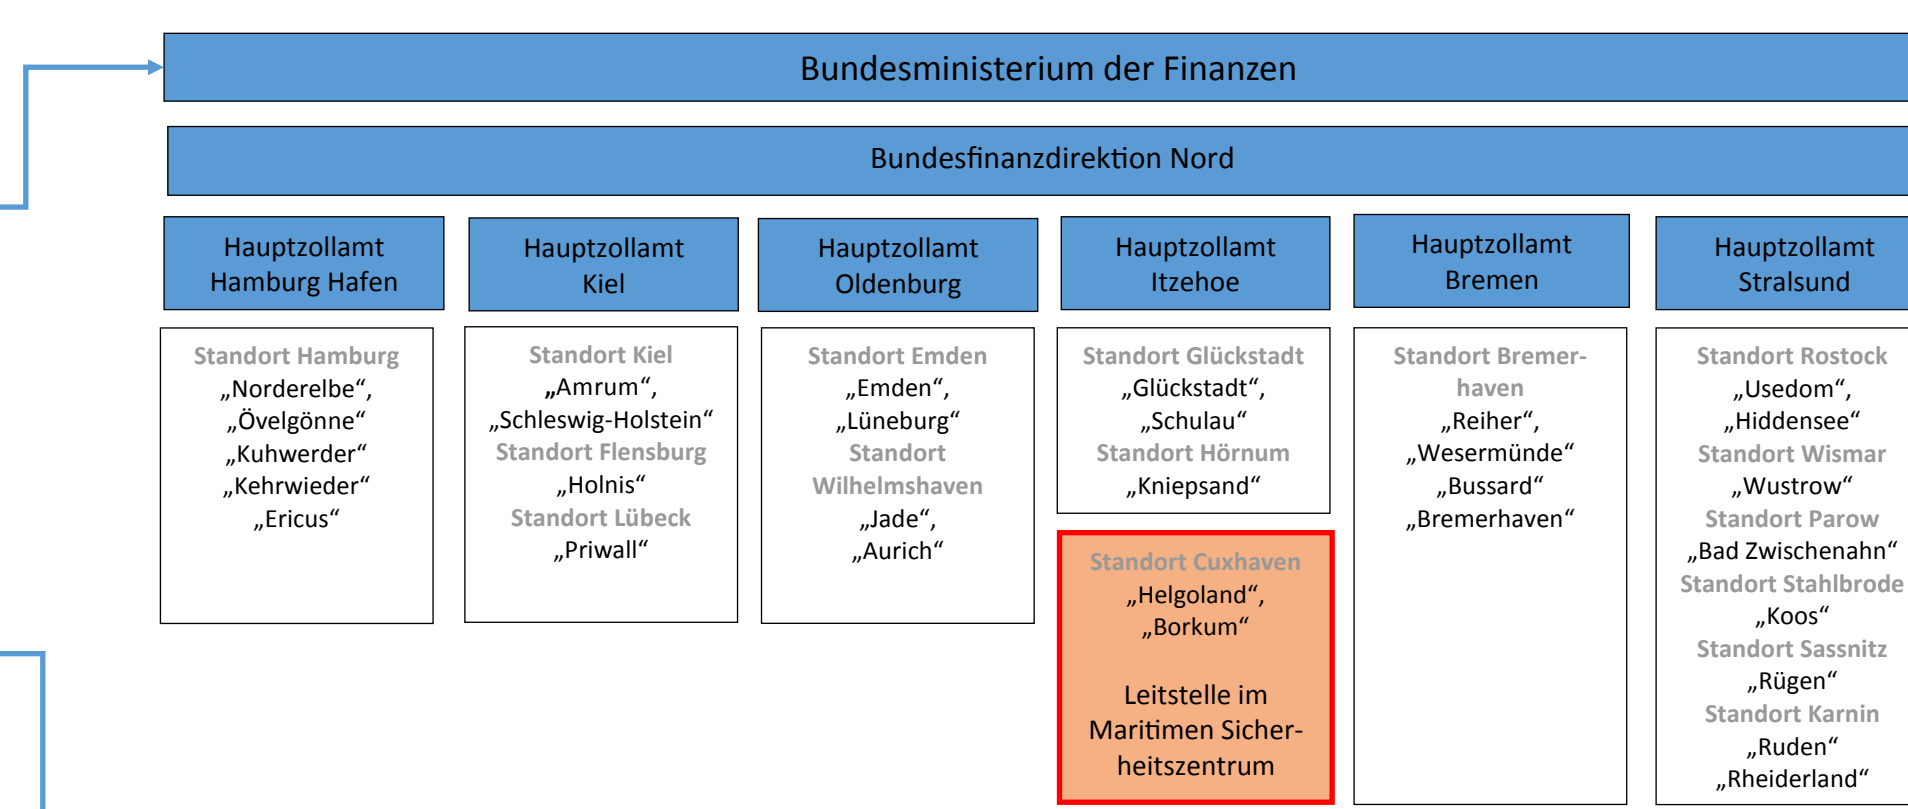 Bundesministerium der Finanzen
Bundesfinanzdirektion Nord
Hauptzollamt
Hamburg Hafen
Standort Hamburg
„Norderelbe“,
„Övelgönne“
„Kuhwerder“
„Kehrwieder“
„Ericus“
Hauptzollamt
Kiel
Standort Kiel
„Amrum“,
„Schleswig-Holstein“
Standort Flensburg
„Holnis“
Standort Lübeck
„Priwall“
Hauptzollamt
Oldenburg
Standort Emden
„Emden“,
„Lüneburg“
Standort
Wilhelmshaven
„Jade“,
„Aurich“
Hauptzollamt
Itzehoe
Standort Glückstadt
„Glückstadt“,
„Schulau“
Standort Hörnum
„Kniepsand“
Standort Cuxhaven
„Helgoland“,
„Borkum“
Leitstelle im
Maritimen Sicher-
heitszentrum
Hauptzollamt
Bremen
Standort Bremer-
haven
„Reiher“,
„Wesermünde“
„Bussard“
„Bremerhaven“
Hauptzollamt
Stralsund
Standort Rostock
„Usedom“,
„Hiddensee“
Standort Wismar
„Wustrow“
Standort Parow
„Bad Zwischenahn“
Standort Stahlbrode
„Koos“
Standort Sassnitz
„Rügen“
Standort Karnin
„Ruden“
„Rheiderland“